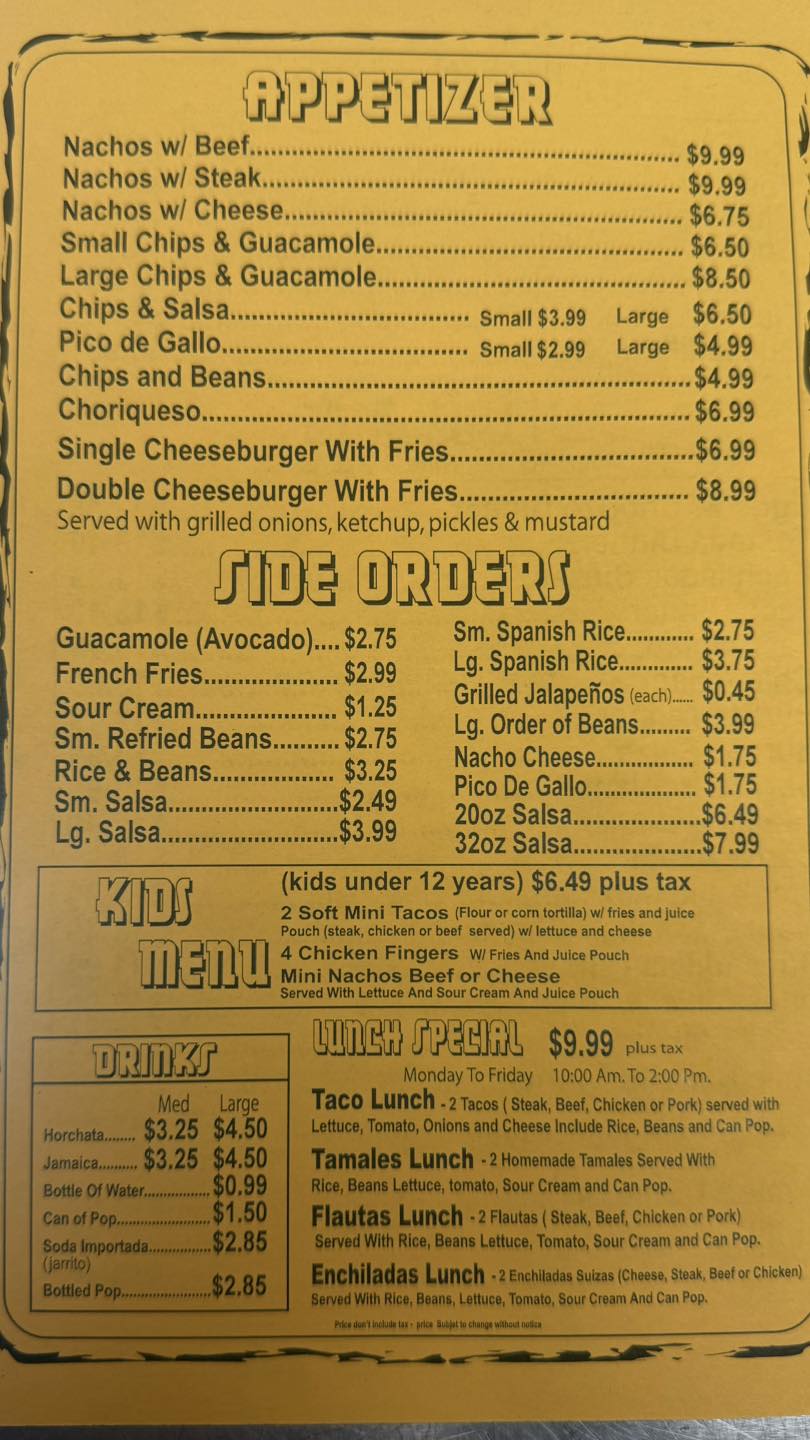 APPETIZER
Nachos w/ Beef........................................................................ $9.99
Nachos w/ Steak...................................................................... $9.99
Nachos w/ Cheese................................................................... $6.75
Small Chips & Guacamole................................................... $6.50
Large Chips & Guacamole................................................... $8.50
Chips & Salsa.................................... Small $3.99 Large $6.50
Pico de Gallo..................................... Small $2.99 Large $4.99
Chips and Beans.....................................................................$4.99
Choriqueso................................................................................ $6.99
Single Cheeseburger With Fries.................................$6.99
Double Cheeseburger With Fries............................... $8.99
Served with grilled onions, ketchup, pickles & mustard
SIDE ORDERS
Guacamole (Avocado).... $2.75
French Fries.................... $2.99
Sour Cream..................... $1.25
Sm. Refried Beans.......... $2.75
Rice & Beans.................. $3.25
Sm. Salsa.........................$2.49
Lg. Salsa..........................$3.99
Sm. Spanish Rice............ $2.75
Lg. Spanish Rice............. $3.75
Grilled Jalapeños (each)...... $0.45
Lg. Order of Beans......... $3.99
Nacho Cheese................. $1.75
Pico De Gallo................... $1.75
20oz Salsa......................$6.49
32oz Salsa......................$7.99
KIDS
MENU
(kids under 12 years) $6.49 plus tax
2 Soft Mini Tacos (Flour or corn tortilla) w/ fries and juice
Pouch (steak, chicken or beef served) w/ lettuce and cheese
4 Chicken Fingers W/ Fries And Juice Pouch
Mini Nachos Beef or Cheese
Served With Lettuce And Sour Cream And Juice Pouch
DRINKS
Med Large
Horchata........ $3.25 $4.50
Jamaica.......... $3.25 $4.50
Bottle Of Water.................$0.99
Can of Pop........................$1.50
Soda Importada................$2.85
(jarrito)
Bottled Pop.......................$2.85
LUNCH SPECIAL $9.99 plus tax
Monday To Friday 10:00 Am. To 2:00 Pm.
Taco Lunch - 2 Tacos ( Steak, Beef, Chicken or Pork) served with
Lettuce, Tomato, Onions and Cheese Include Rice, Beans and Can Pop.
Tamales Lunch - 2 Homemade Tamales Served With
Rice, Beans Lettuce, tomato, Sour Cream and Can Pop.
Flautas Lunch - 2 Flautas ( Steak, Beef, Chicken or Pork)
Served With Rice, Beans Lettuce, Tomato, Sour Cream and Can Pop.
Enchiladas Lunch - 2 Enchiladas Suizas (Cheese, Steak, Beef or Chicken)
Served With Rice, Beans, Lettuce, Tomato, Sour Cream And Can Pop.
Price don't include tax - price Subjet to change without notice